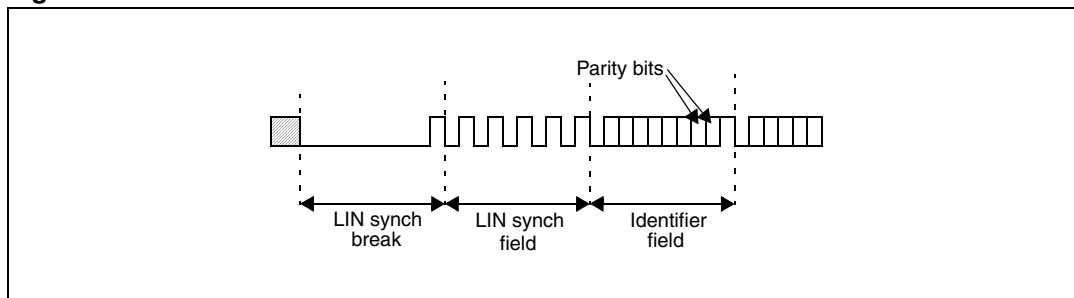 Parity bits
LIN synch
break
LIN synch
field
Identifier
field